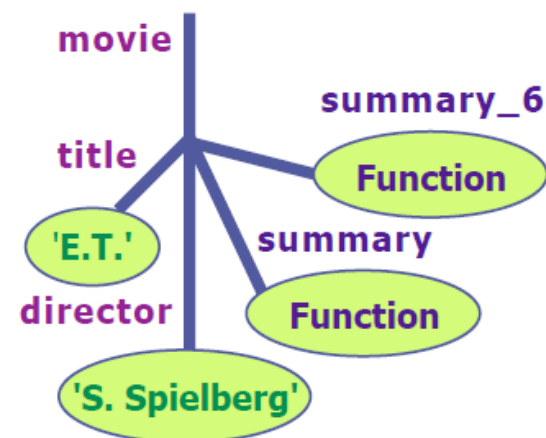 movie
summary_6
title
Function
'E.T.'
summary
director
Function
'S. Spielberg'